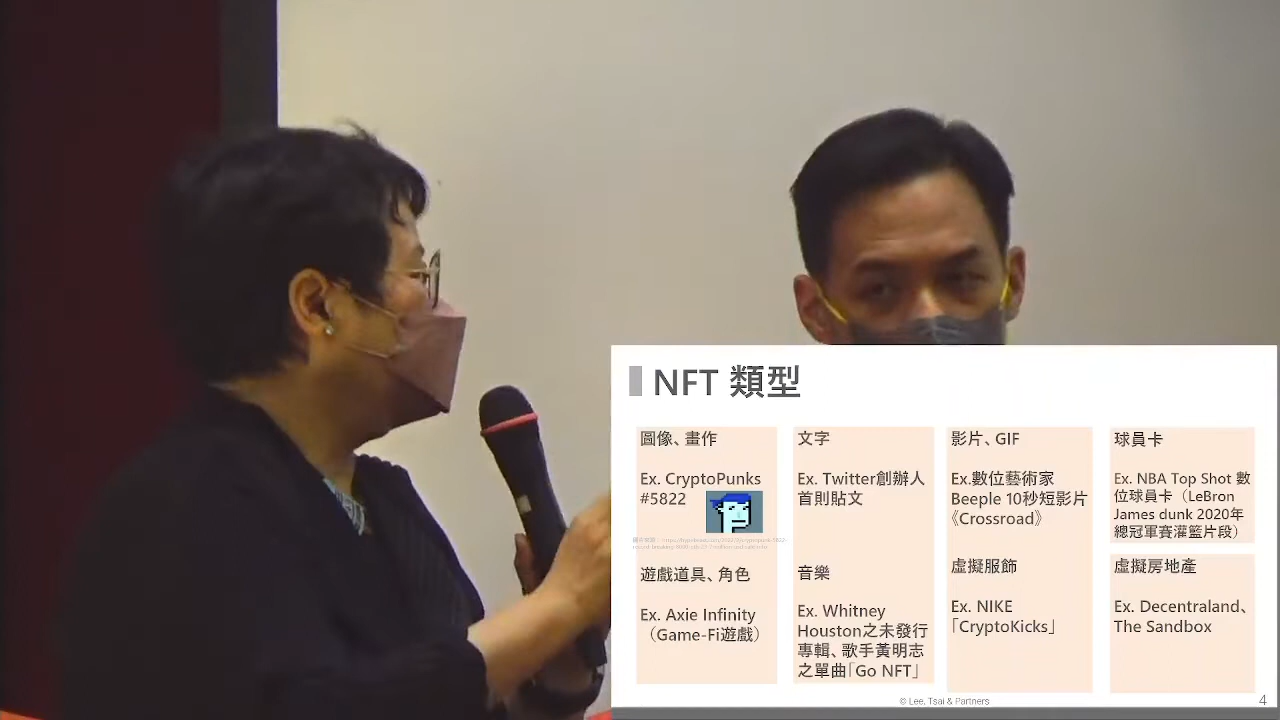 NFT 類型
圖像、畫作
Ex. CryptoPunks
#5822
文字
Ex. Twitter創辦人
首則貼文
影片、GIF
Ex.數位藝術家
Beeple 10秒短影片
《Crossroad》
球員卡
Ex. NBA Top Shot 數
位球員卡（LeBron
James dunk 2020年
總冠軍賽灌籃片段）
遊戲道具、角色
Ex. Axie Infinity
（Game-Fi遊戲）
音樂
Ex. Whitney
Houston之未發行
專輯、歌手黃明志
之單曲「Go NFT」
虛擬服飾
Ex. NIKE
「CryptoKicks」
虛擬房地產
Ex. Decentraland、
The Sandbox
© Lee, Tsai & Partners
4